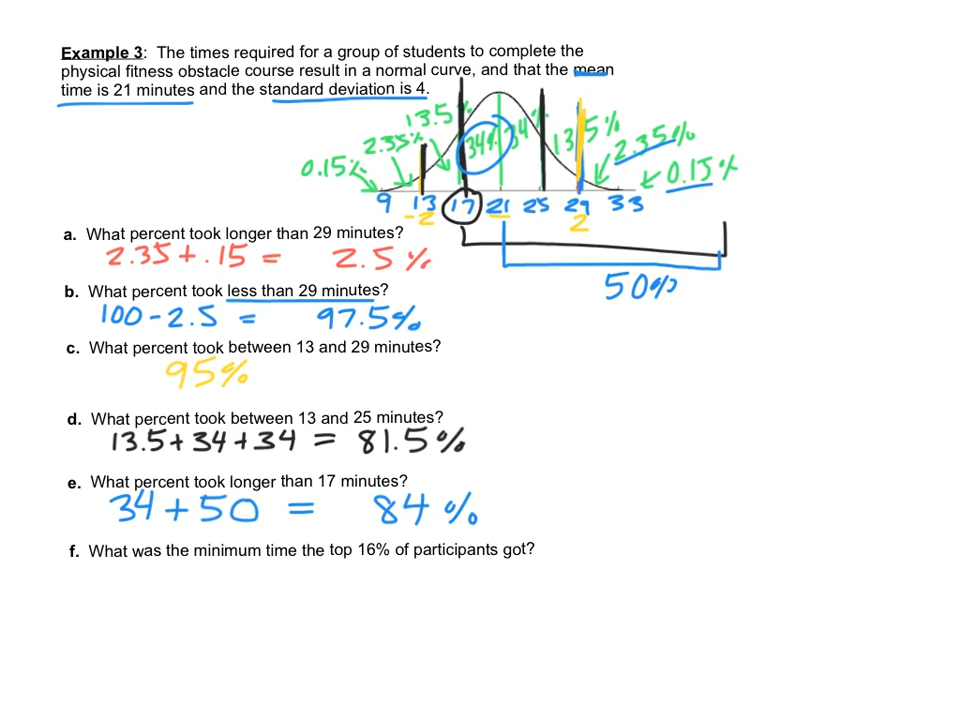 Example 3: The times required for a group of students to complete the
physical fitness obstacle course result in a normal curve, and that the mean
time is 21 minutes and the standard deviation is 4.
13.5%
2.35% 34% 34% 13.5% 2.35%
0.15% 0.15%
9 13 17 21 25 29 33
-2 2
a. What percent took longer than 29 minutes?
2.35 + .15 = 2.5%
50%
b. What percent took less than 29 minutes?
100 - 2.5 = 97.5%
c. What percent took between 13 and 29 minutes?
95%
d. What percent took between 13 and 25 minutes?
13.5 + 34 + 34 = 81.5%
e. What percent took longer than 17 minutes?
34 + 50 = 84%
f. What was the minimum time the top 16% of participants got?